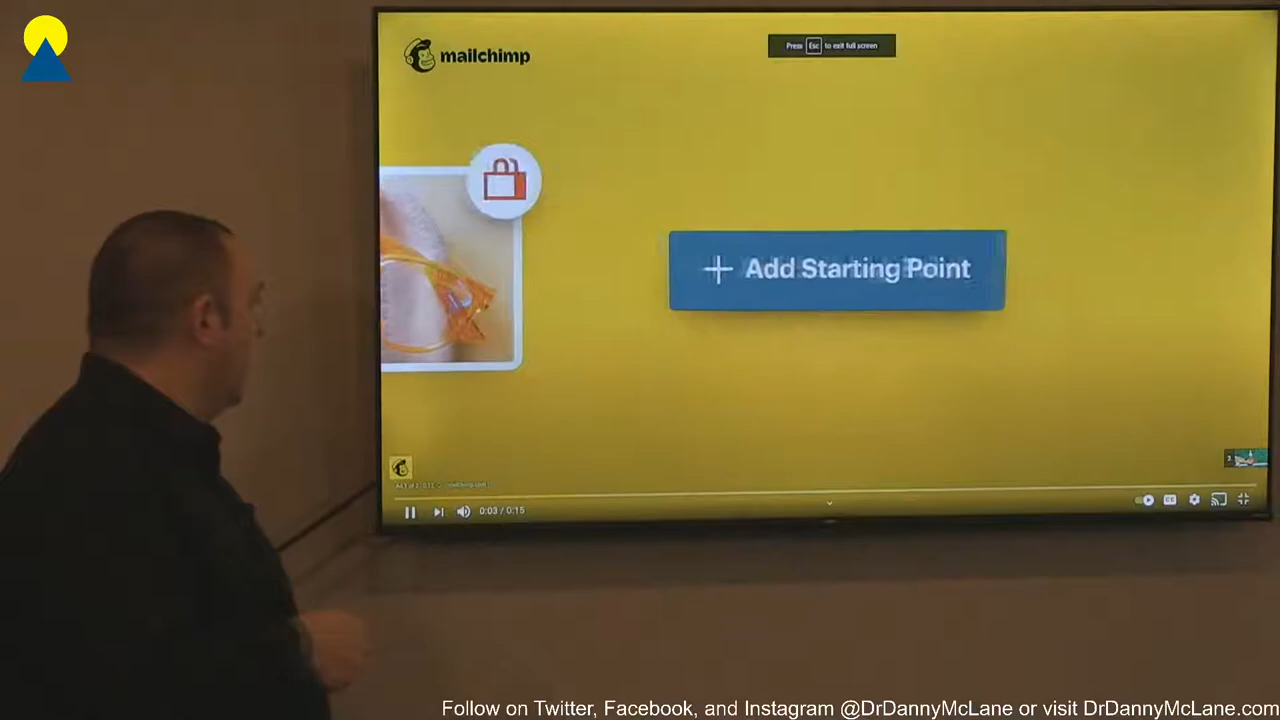 mailchimp
Press Esc to exit full screen
+ Add Starting Point
0:03 / 0:15
CC
Follow on Twitter, Facebook, and Instagram @DrDannyMcLane or visit DrDannyMcLane.com